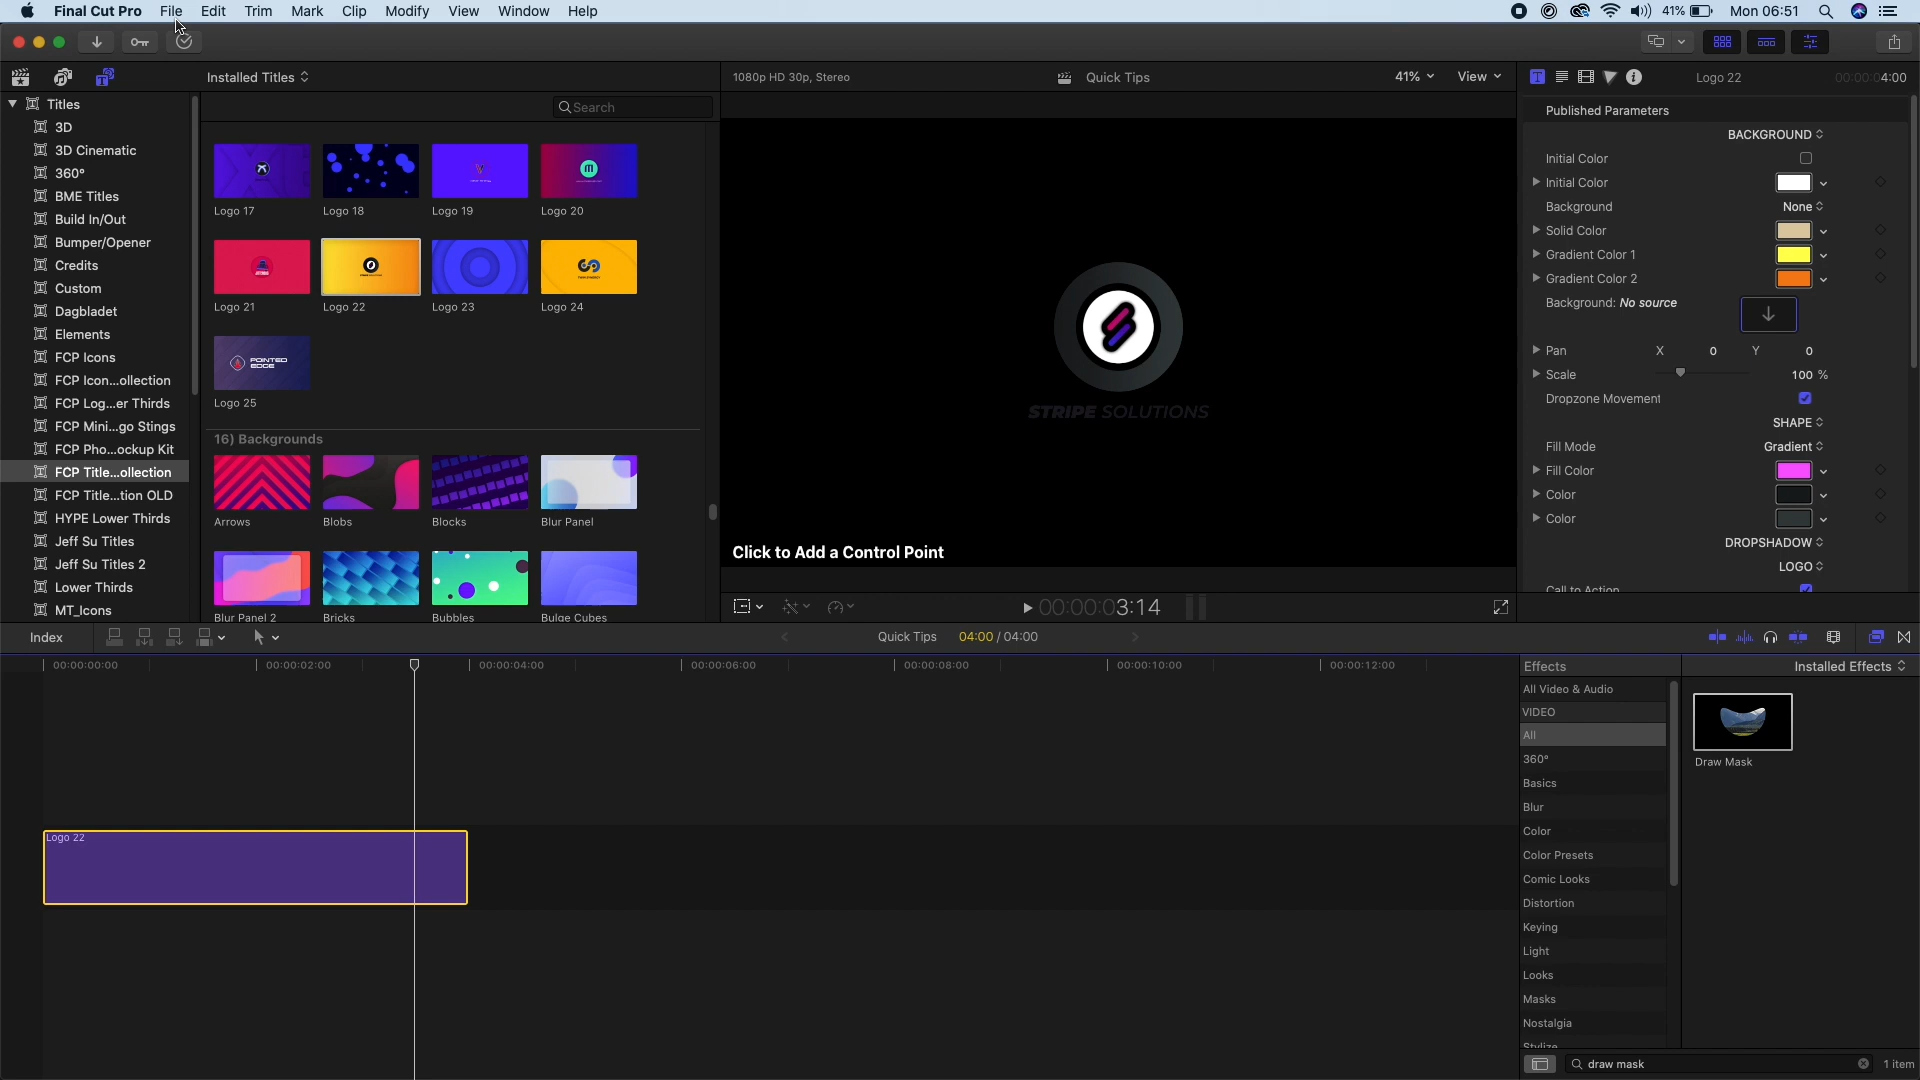 Final Cut Pro File Edit Trim Mark Clip Modify View Window Help
41% Mon 06:51
Installed Titles
1080p HD 30p, Stereo
Quick Tips
41%
View
Logo 22
00:00:04:00
Search
Titles
3D
3D Cinematic
360°
BME Titles
Build In/Out
Bumper/Opener
Credits
Custom
Dagbladet
Elements
FCP Icons
FCP Icon...ollection
FCP Log...er Thirds
FCP Mini...go Stings
FCP Pho...ockup Kit
FCP Title...ollection
FCP Title...tion OLD
HYPE Lower Thirds
Jeff Su Titles
Jeff Su Titles 2
Lower Thirds
MT_Icons
Logo 17
Logo 18
Logo 19
Logo 20
Logo 21
Logo 22
Logo 23
Logo 24
POINTED EDGE
Logo 25
16) Backgrounds
Arrows
Blobs
Blocks
Blur Panel
Blur Panel 2
Bricks
Bubbles
Bulge Cubes
STRIPE SOLUTIONS
Click to Add a Control Point
00:00:03:14
Published Parameters
BACKGROUND
Initial Color
Initial Color
Background
None
Solid Color
Gradient Color 1
Gradient Color 2
Background: No source
Pan X 0 Y 0
Scale 100 %
Dropzone Movement
SHAPE
Fill Mode Gradient
Fill Color
Color
Color
DROPSHADOW
LOGO
Call to Action
Index
Quick Tips 04:00 / 04:00
00:00:00:00 00:00:02:00 00:00:04:00 00:00:06:00 00:00:08:00 00:00:10:00 00:00:12:00
Logo 22
Effects
Installed Effects
All Video & Audio
VIDEO
All
360°
Basics
Blur
Color
Color Presets
Comic Looks
Distortion
Keying
Light
Looks
Masks
Nostalgia
Stylize
Draw Mask
draw mask
1 item